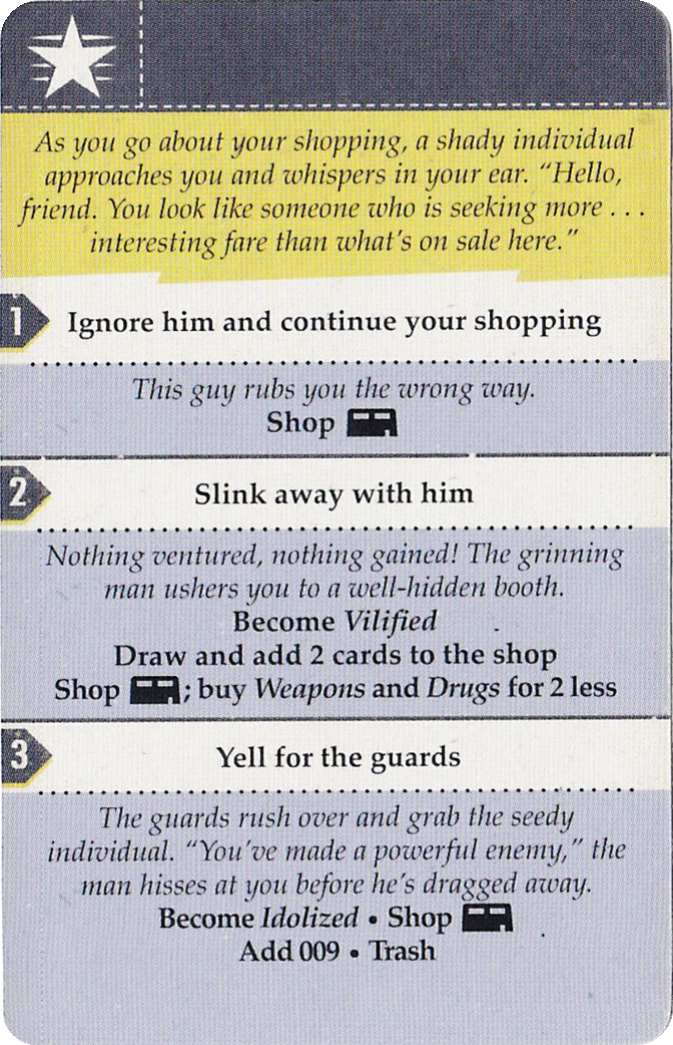 As you go about your shopping, a shady individual
approaches you and whispers in your ear. “Hello,
friend. You look like someone who is seeking more . . .
interesting fare than what’s on sale here.”
1 Ignore him and continue your shopping
This guy rubs you the wrong way.
Shop
2 Slink away with him
Nothing ventured, nothing gained! The grinning
man ushers you to a well-hidden booth.
Become Vilified
Draw and add 2 cards to the shop
Shop ; buy Weapons and Drugs for 2 less
3 Yell for the guards
The guards rush over and grab the seedy
individual. “You’ve made a powerful enemy,” the
man hisses at you before he’s dragged away.
Become Idolized • Shop
Add 009 • Trash